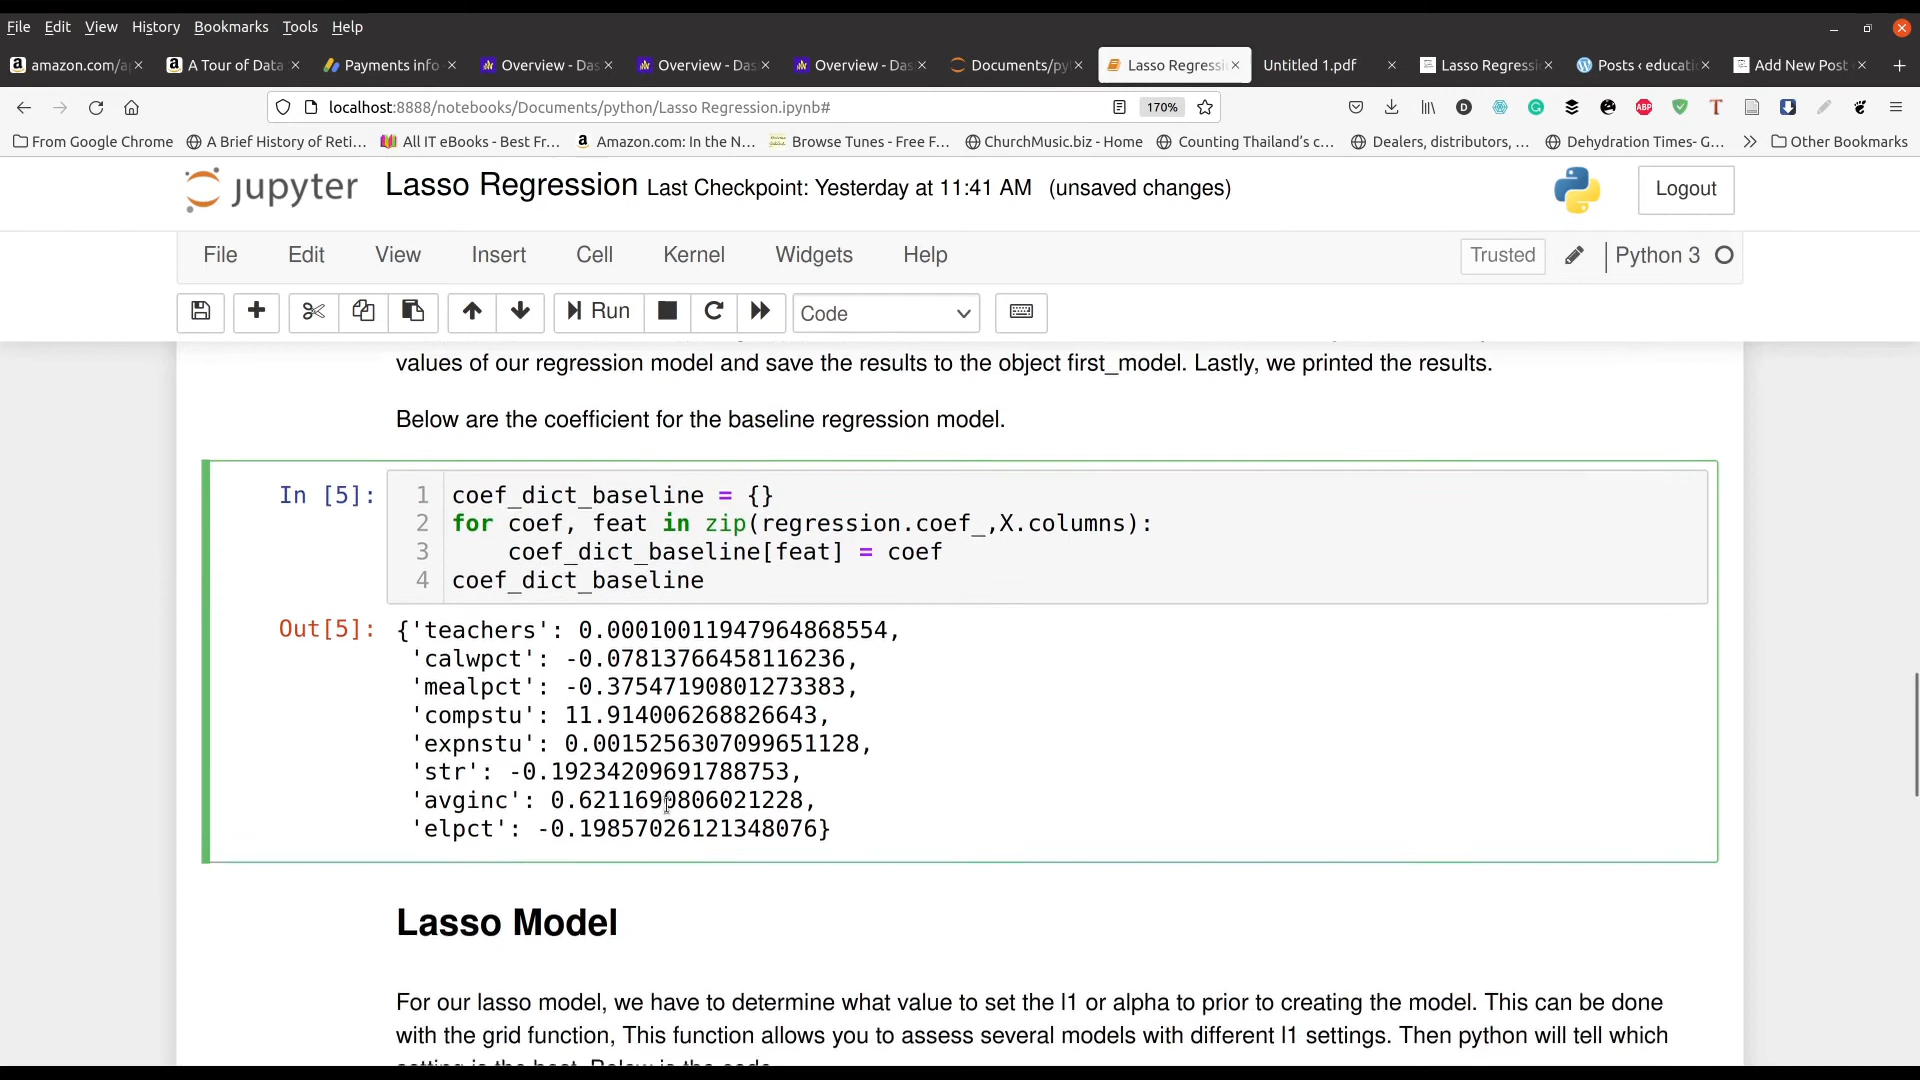 File Edit View History Bookmarks Tools Help
amazon.com/a A Tour of Data Payments info Overview - Das Overview - Das Overview - Das Documents/py Lasso Regressi Untitled 1.pdf Lasso Regressi Posts ‹ educati Add New Post
localhost:8888/notebooks/Documents/python/Lasso Regression.ipynb# 170%
From Google Chrome A Brief History of Reti... All IT eBooks - Best Fr... Amazon.com: In the N... Browse Tunes - Free F... ChurchMusic.biz - Home Counting Thailand's c... Dealers, distributors, ... Dehydration Times- G... Other Bookmarks
jupyter Lasso Regression Last Checkpoint: Yesterday at 11:41 AM (unsaved changes) Logout
File Edit View Insert Cell Kernel Widgets Help Trusted Python 3
Run Code
values of our regression model and save the results to the object first_model. Lastly, we printed the results.
Below are the coefficient for the baseline regression model.
In [5]: 1 coef_dict_baseline = {}
2 for coef, feat in zip(regression.coef_,X.columns):
3 coef_dict_baseline[feat] = coef
4 coef_dict_baseline
Out[5]: {'teachers': 0.00010011947964868554,
'calwpct': -0.07813766458116236,
'mealpct': -0.37547190801273383,
'compstu': 11.914006268826643,
'expnstu': 0.0015256307099651128,
'str': -0.19234209691788753,
'avginc': 0.6211690806021228,
'elpct': -0.19857026121348076}
Lasso Model
For our lasso model, we have to determine what value to set the l1 or alpha to prior to creating the model. This can be done
with the grid function, This function allows you to assess several models with different l1 settings. Then python will tell which
setting is the best. Below is the code.